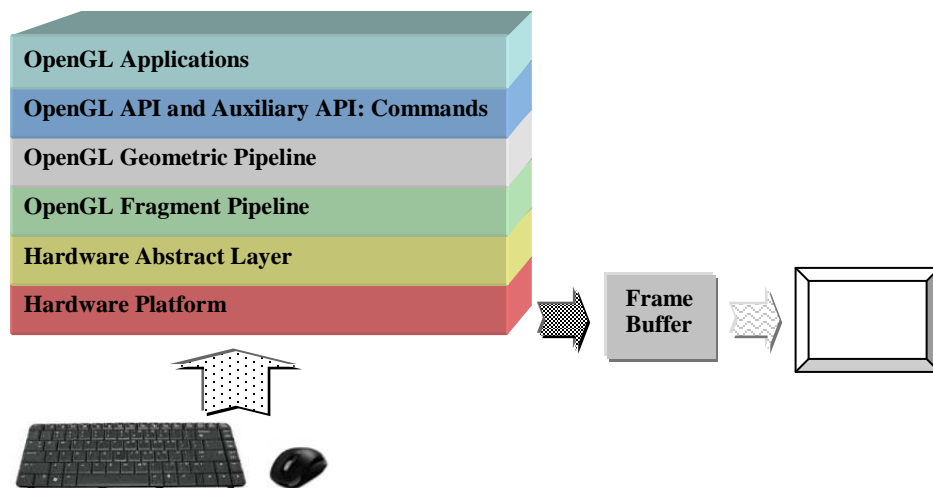 OpenGL Applications
OpenGL API and Auxiliary API: Commands
OpenGL Geometric Pipeline
OpenGL Fragment Pipeline
Hardware Abstract Layer
Hardware Platform
Frame
Buffer